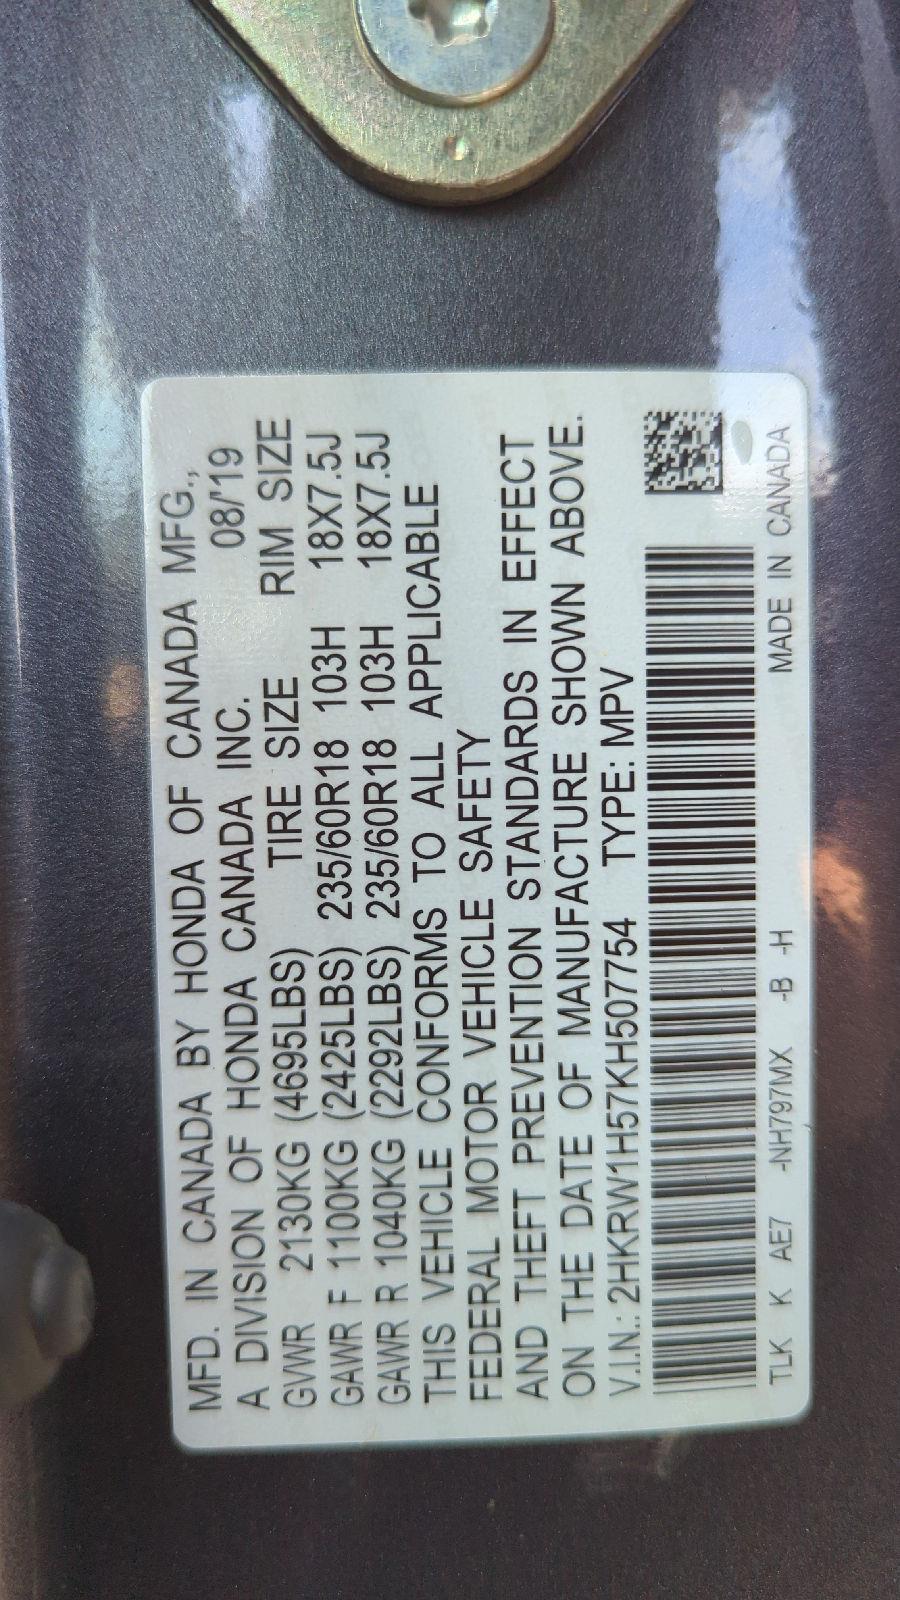 MFD. IN CANADA BY HONDA OF CANADA MFG.,
A DIVISION OF HONDA CANADA INC. 08/'19
GVWR 2130KG (4695LBS) TIRE SIZE RIM SIZE
GAWR F 1100KG (2425LBS) 235/60R18 103H 18X7.5J
GAWR R 1040KG (2292LBS) 235/60R18 103H 18X7.5J
THIS VEHICLE CONFORMS TO ALL APPLICABLE
FEDERAL MOTOR VEHICLE SAFETY
AND THEFT PREVENTION STANDARDS IN EFFECT
ON THE DATE OF MANUFACTURE SHOWN ABOVE.
V.I.N.: 2HKRW1H57KH507754 TYPE: MPV
TLK K AE7 -NH797MX -B -H MADE IN CANADA